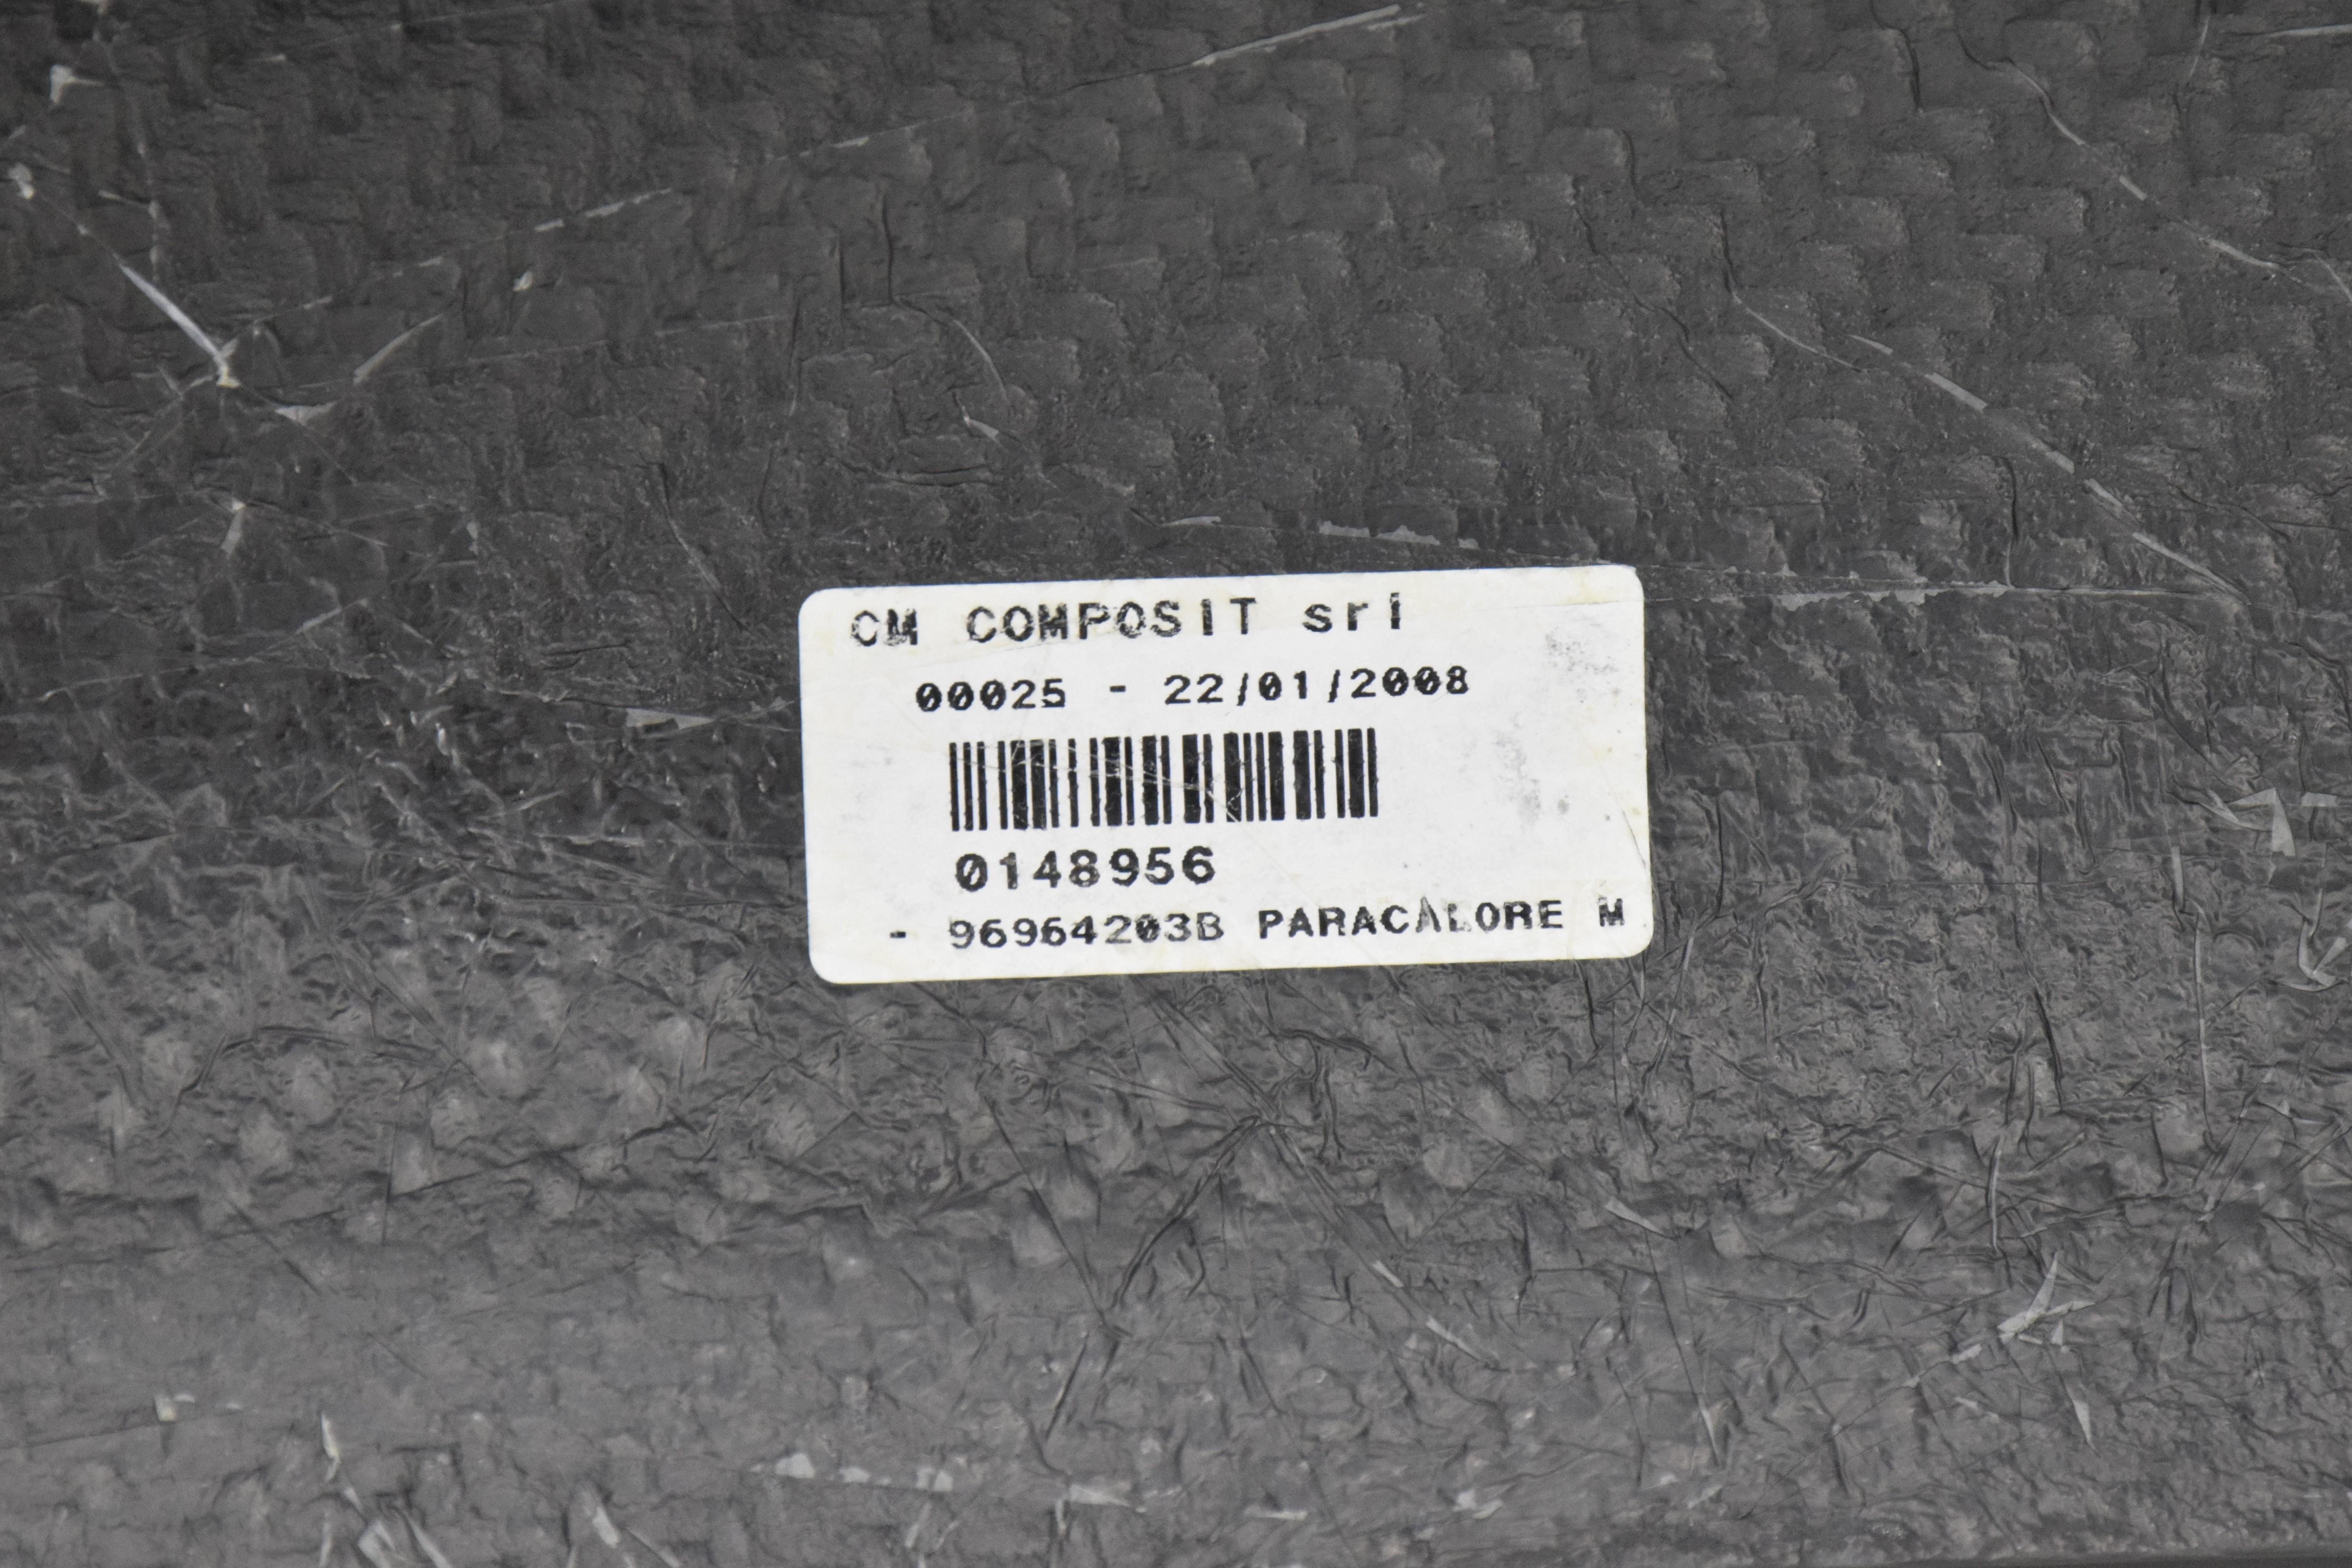 CM COMPOSIT srl
00025 - 22/01/2008
0148956
- 96964203B PARACALORE M